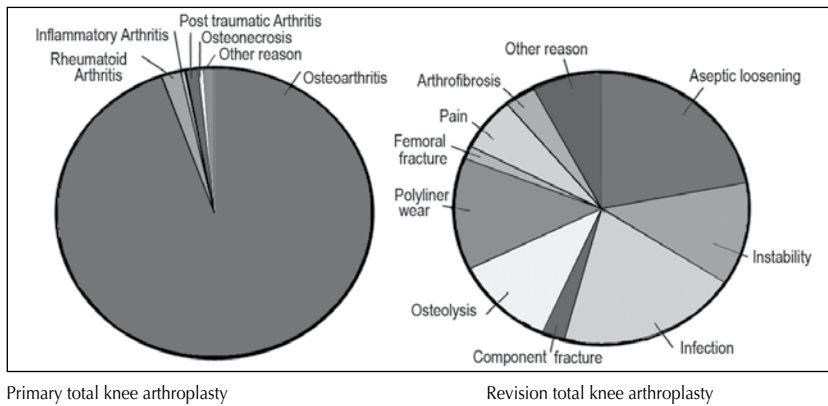 Post traumatic Arthritis
Inflammatory Arthritis
Osteonecrosis
Other reason
Rheumatoid
Arthritis
Osteoarthritis
Other reason
Aseptic loosening
Arthrofibrosis
Pain
Femoral
fracture
Polyliner
wear
Instability
Osteolysis
Infection
Component fracture
Primary total knee arthroplasty
Revision total knee arthroplasty